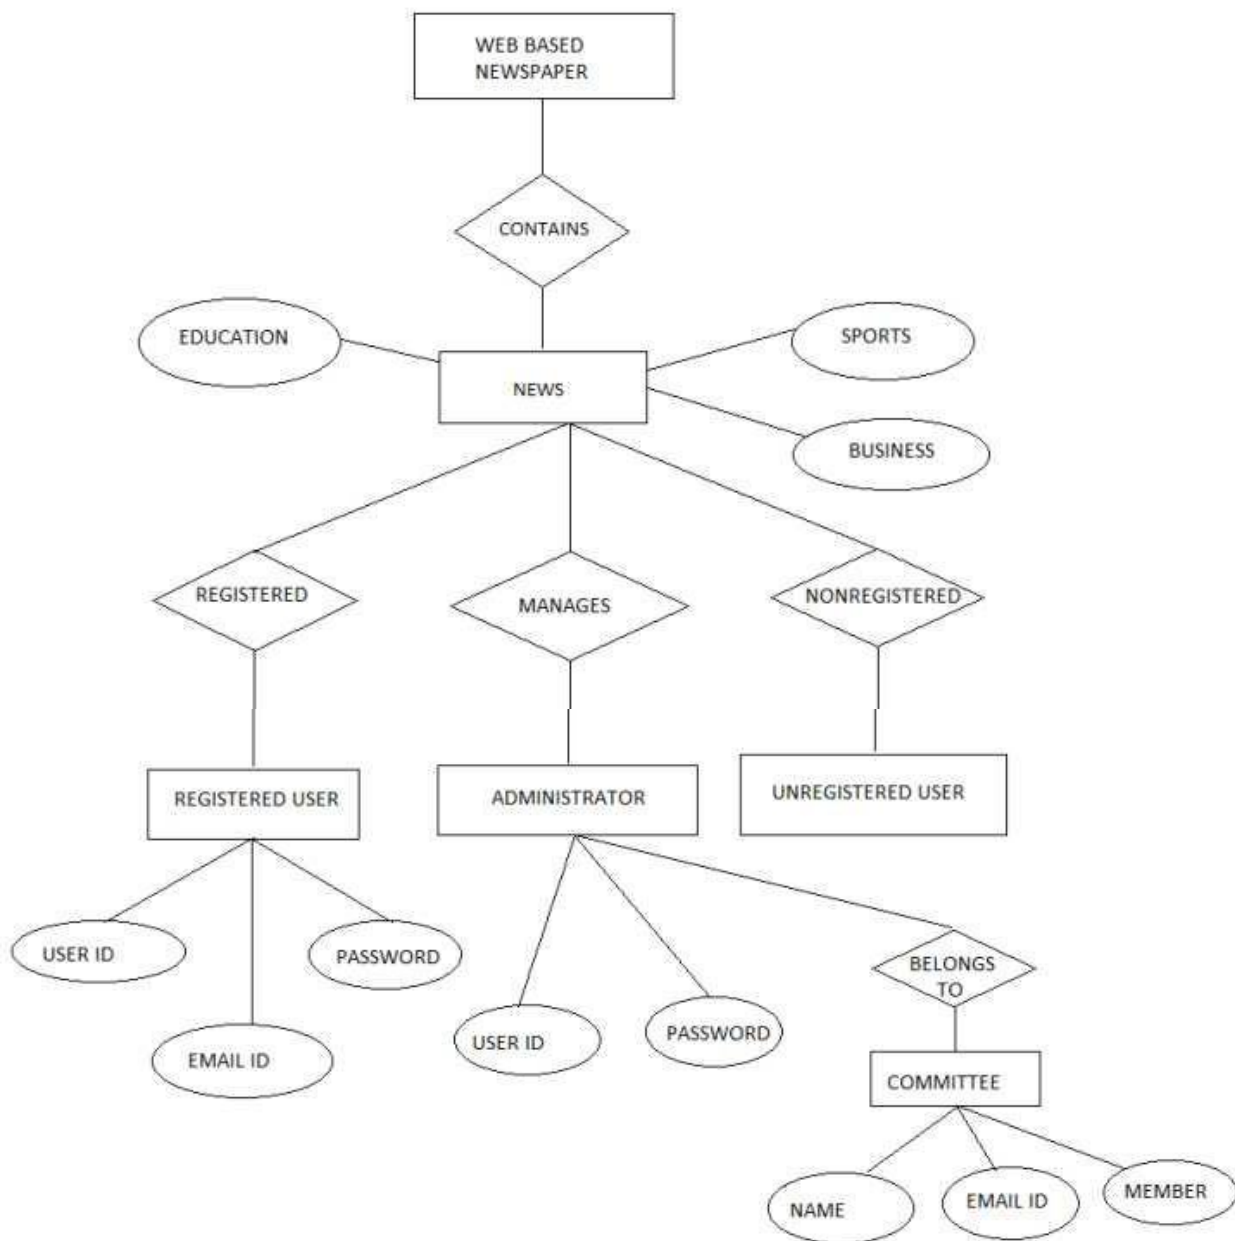 WEB BASED
NEWSPAPER
CONTAINS
EDUCATION
SPORTS
NEWS
BUSINESS
REGISTERED
MANAGES
NONREGISTERED
REGISTERED USER
ADMINISTRATOR
UNREGISTERED USER
USER ID
PASSWORD
BELONGS
TO
EMAIL ID
USER ID
PASSWORD
COMMITTEE
NAME
EMAIL ID
MEMBER